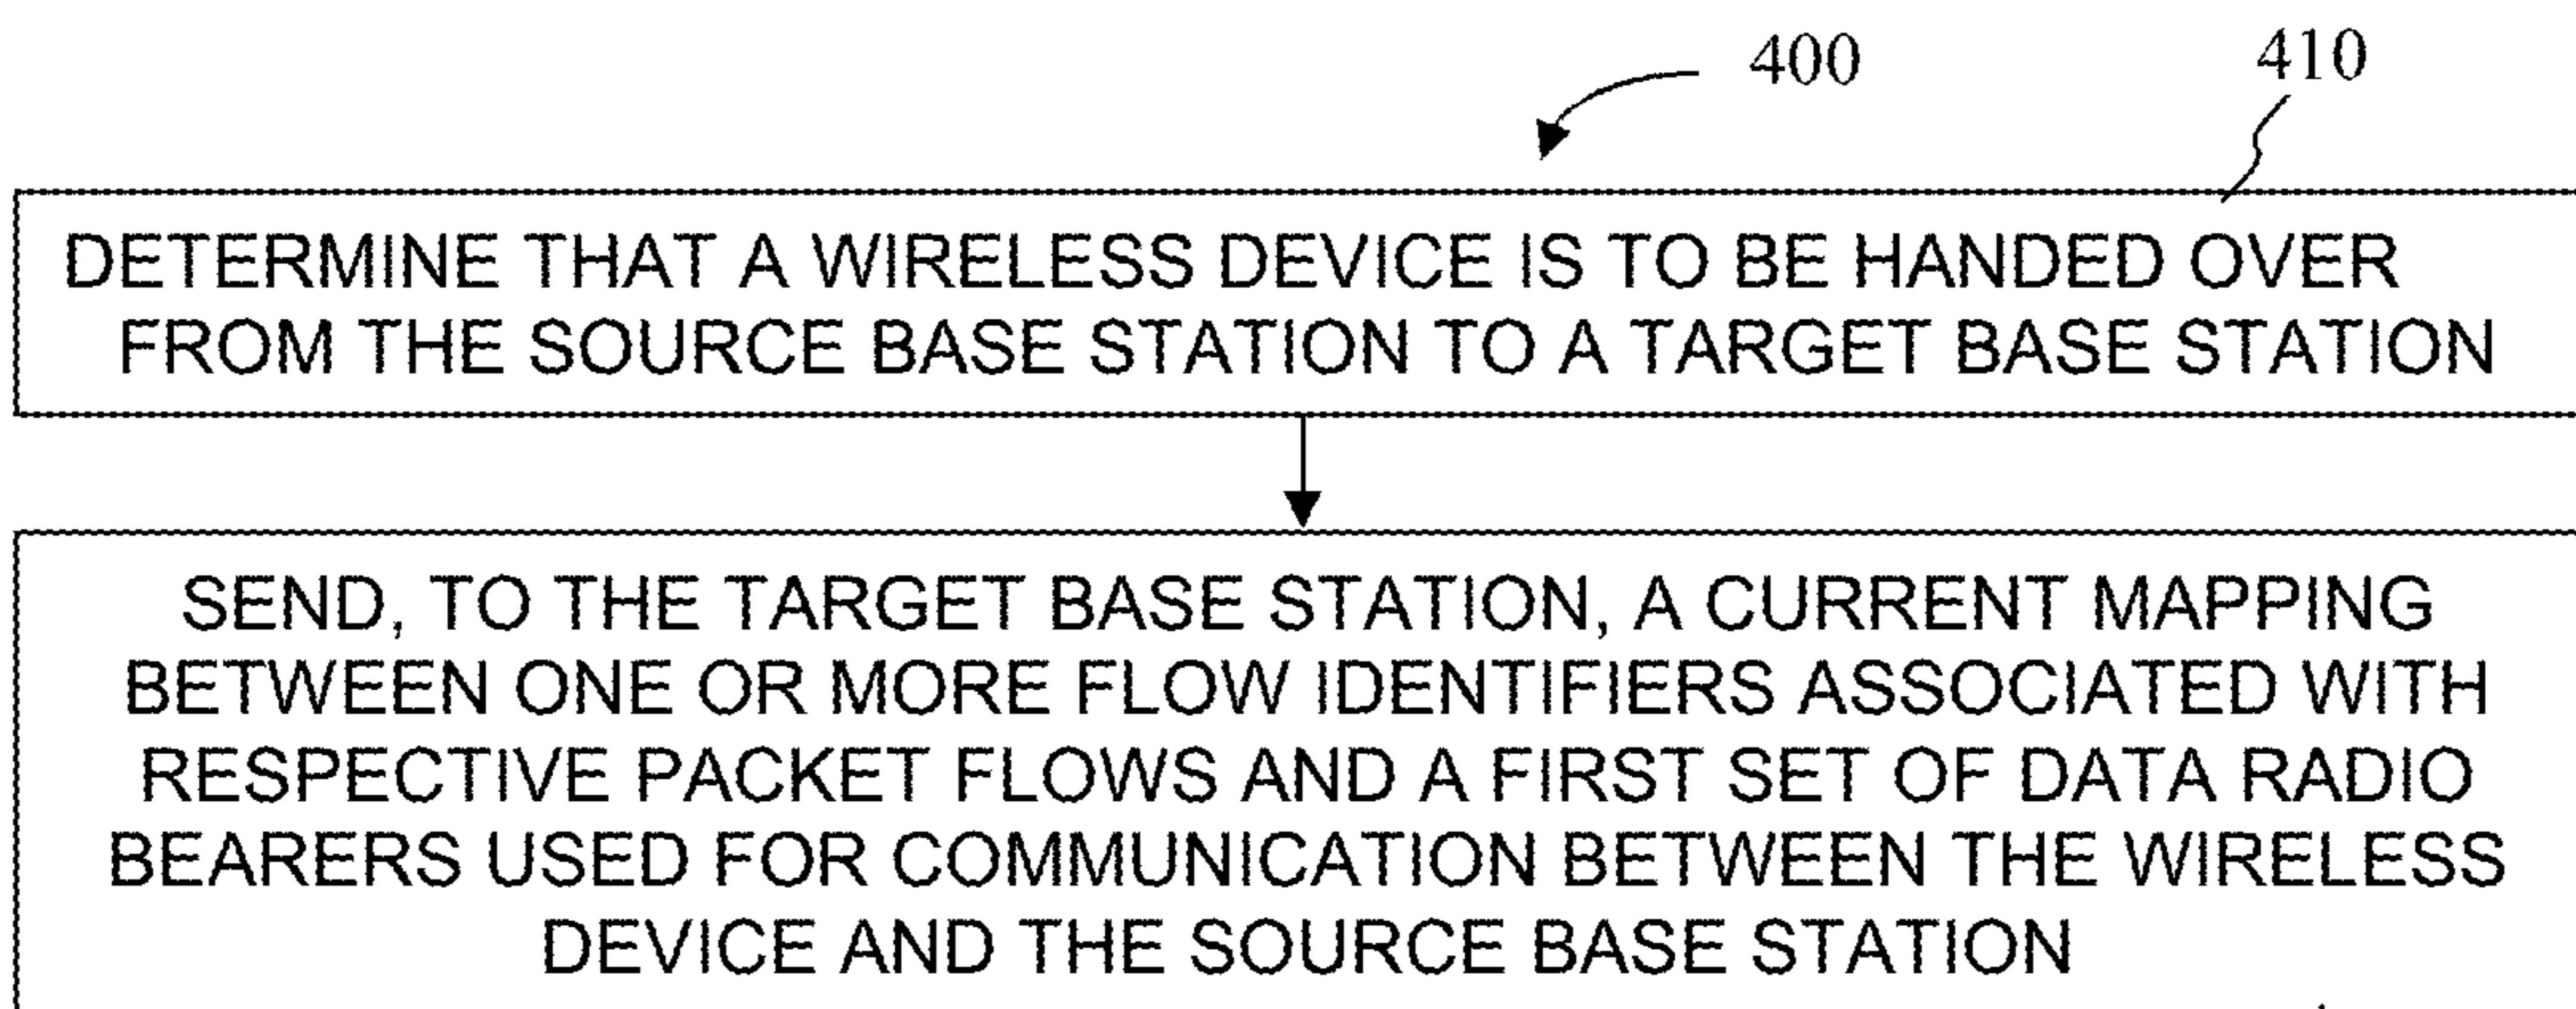 400
410
DETERMINE THAT A WIRELESS DEVICE IS TO BE HANDED OVER
FROM THE SOURCE BASE STATION TO A TARGET BASE STATION
SEND, TO THE TARGET BASE STATION, A CURRENT MAPPING
BETWEEN ONE OR MORE FLOW IDENTIFIERS ASSOCIATED WITH
RESPECTIVE PACKET FLOWS AND A FIRST SET OF DATA RADIO
BEARERS USED FOR COMMUNICATION BETWEEN THE WIRELESS
DEVICE AND THE SOURCE BASE STATION